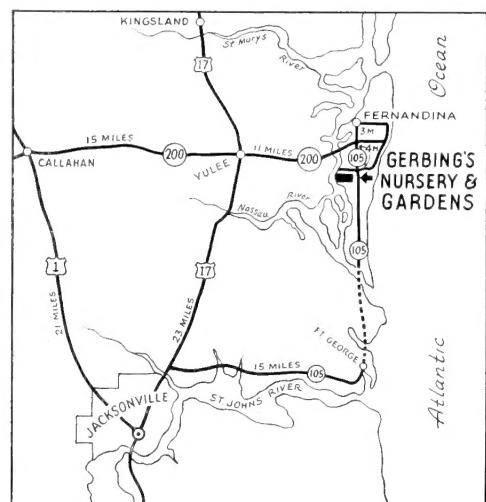 KINGSLAND
St Marys
River
17
Ocean
FERNANDINA
3M
15 MILES
200
11 MILES
200
4M
105
CALLAHAN
YULEE
GERBING'S
NURSERY &
GARDENS
River
Nassau
1
17
105
21 MILES
23 MILES
FT. GEORGE
15 MILES
105
ST JOHNS RIVER
JACKSONVILLE
Atlantic